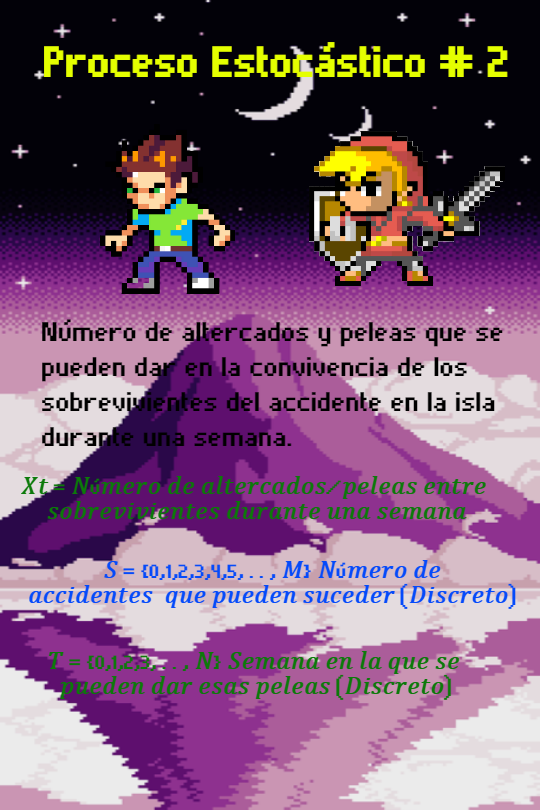 Proceso Estocástico # 2
Número de altercados y peleas que se
pueden dar en la convivencia de los
sobrevivientes del accidente en la isla
durante una semana.
Xt = Número de altercados/peleas entre
sobrevivientes durante una semana
S = {0,1,2,3,4,5, . . , M} Número de
accidentes que pueden suceder (Discreto)
T = {0,1,2,3, . . , N} Semana en la que se
pueden dar esas peleas (Discreto)